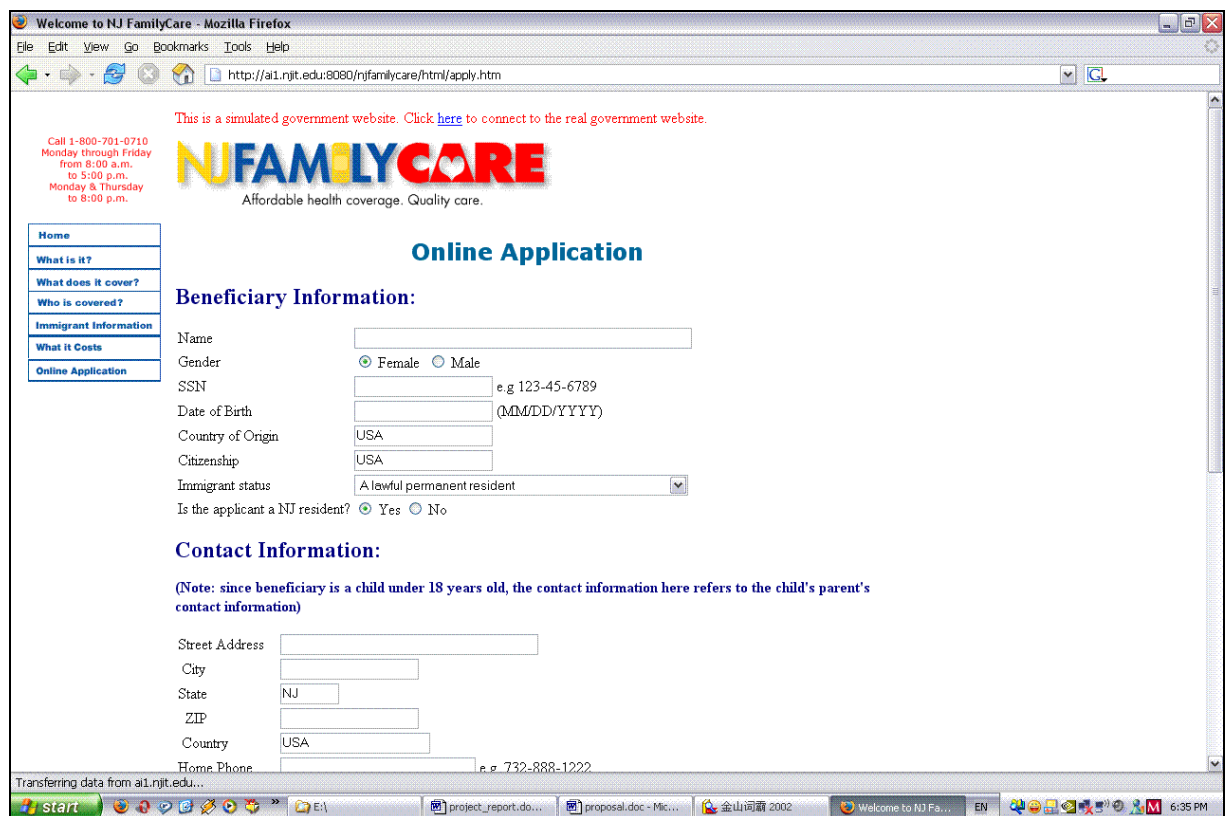 Welcome to NJ FamilyCare - Mozilla Firefox
File Edit View Go Bookmarks Tools Help
http://ai1.njit.edu:8080/njfamilycare/html/apply.htm
G
This is a simulated government website. Click here to connect to the real government website.
Call 1-800-701-0710
Monday through Friday
from 8:00 a.m.
to 5:00 p.m.
Monday & Thursday
to 8:00 p.m.
NJFAMILYCARE
Affordable health coverage. Quality care.
Home
What is it?
What does it cover?
Who is covered?
Immigrant Information
What it Costs
Online Application
Online Application
Beneficiary Information:
Name
Gender Female Male
SSN e.g 123-45-6789
Date of Birth (MM/DD/YYYY)
Country of Origin USA
Citizenship USA
Immigrant status A lawful permanent resident
Is the applicant a NJ resident? Yes No
Contact Information:
(Note: since beneficiary is a child under 18 years old, the contact information here refers to the child's parent's
contact information)
Street Address
City
State NJ
ZIP
Country USA
Home Phone e.g. 732-888-1222
Transferring data from ai1.njit.edu...
start » E:\ project_report.do... proposal.doc - Mic... 金山词霸 2002 Welcome to NJ Fa... EN M 6:35 PM